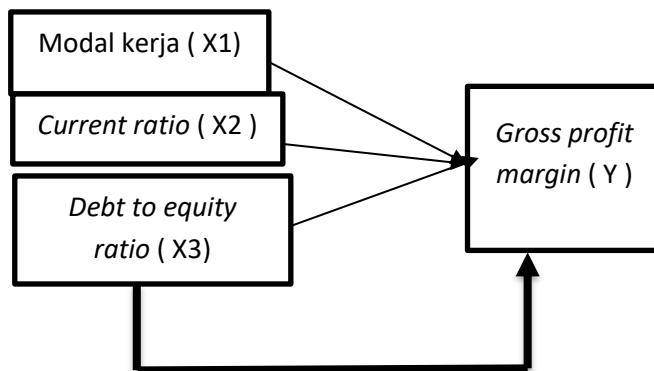 Modal kerja ( X1)
Current ratio ( X2 )
Debt to equity
ratio ( X3)
Gross profit
margin ( Y )